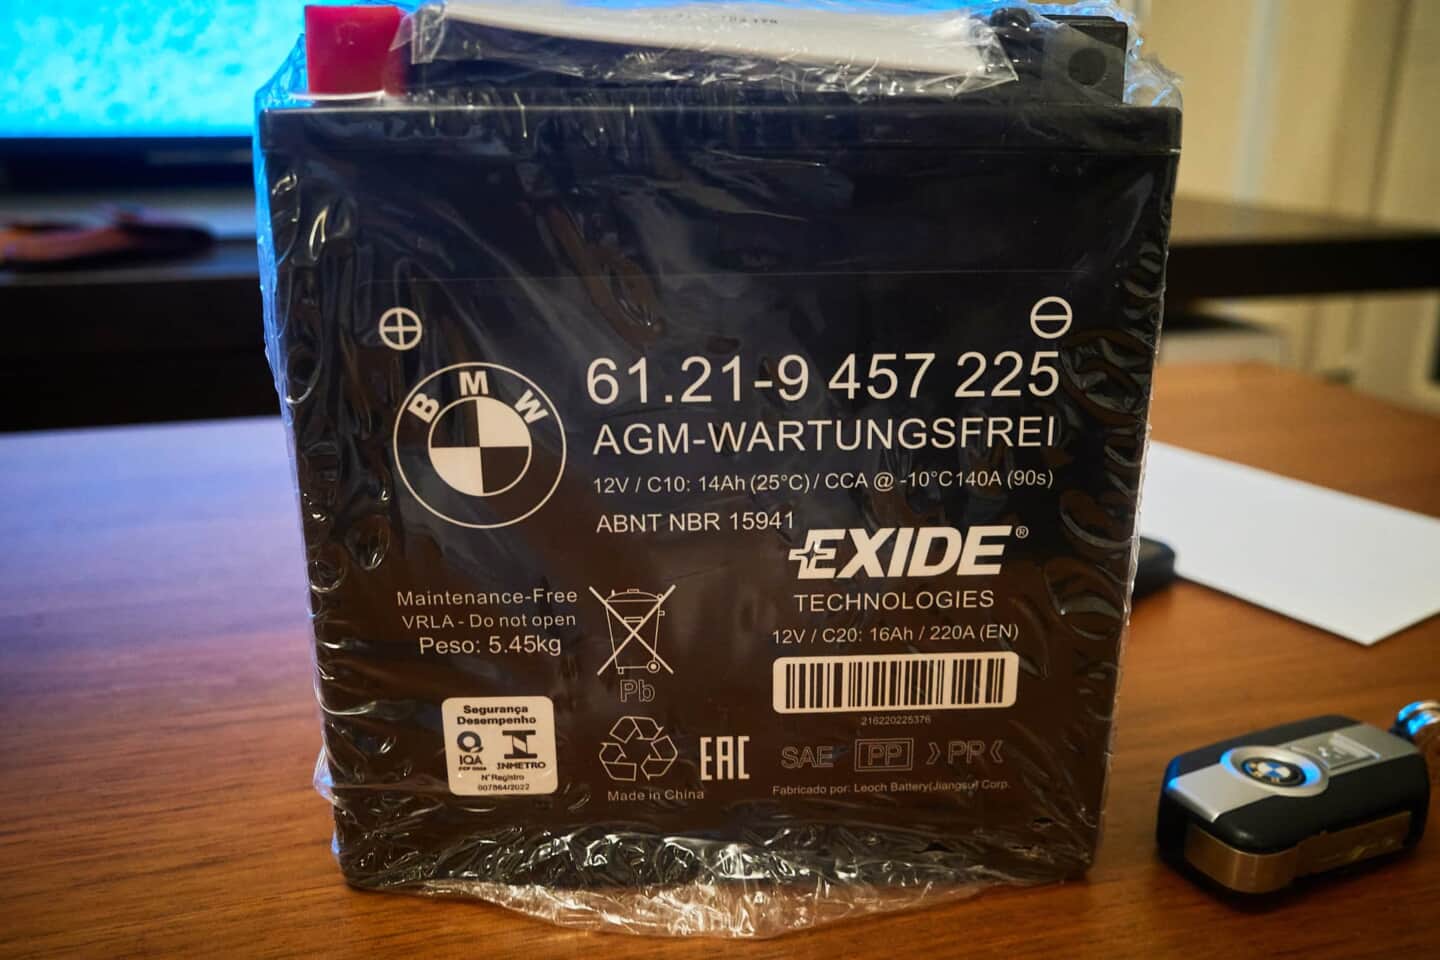 BMW
61.21-9 457 225
AGM-WARTUNGSFREI
12V / C10: 14Ah (25°C) / CCA @ -10°C 140A (90s)
ABNT NBR 15941
EXIDE®
TECHNOLOGIES
12V / C20: 16Ah / 220A (EN)
216220225376
Maintenance-Free
VRLA - Do not open
Peso: 5.45kg
Pb
Segurança
Desempenho
IQA
INMETRO
N° Registro
007864/2022
EAC
Made in China
SAE PP >PR<
Fabricado por: Leoch Battery(Jiangsu) Corp.